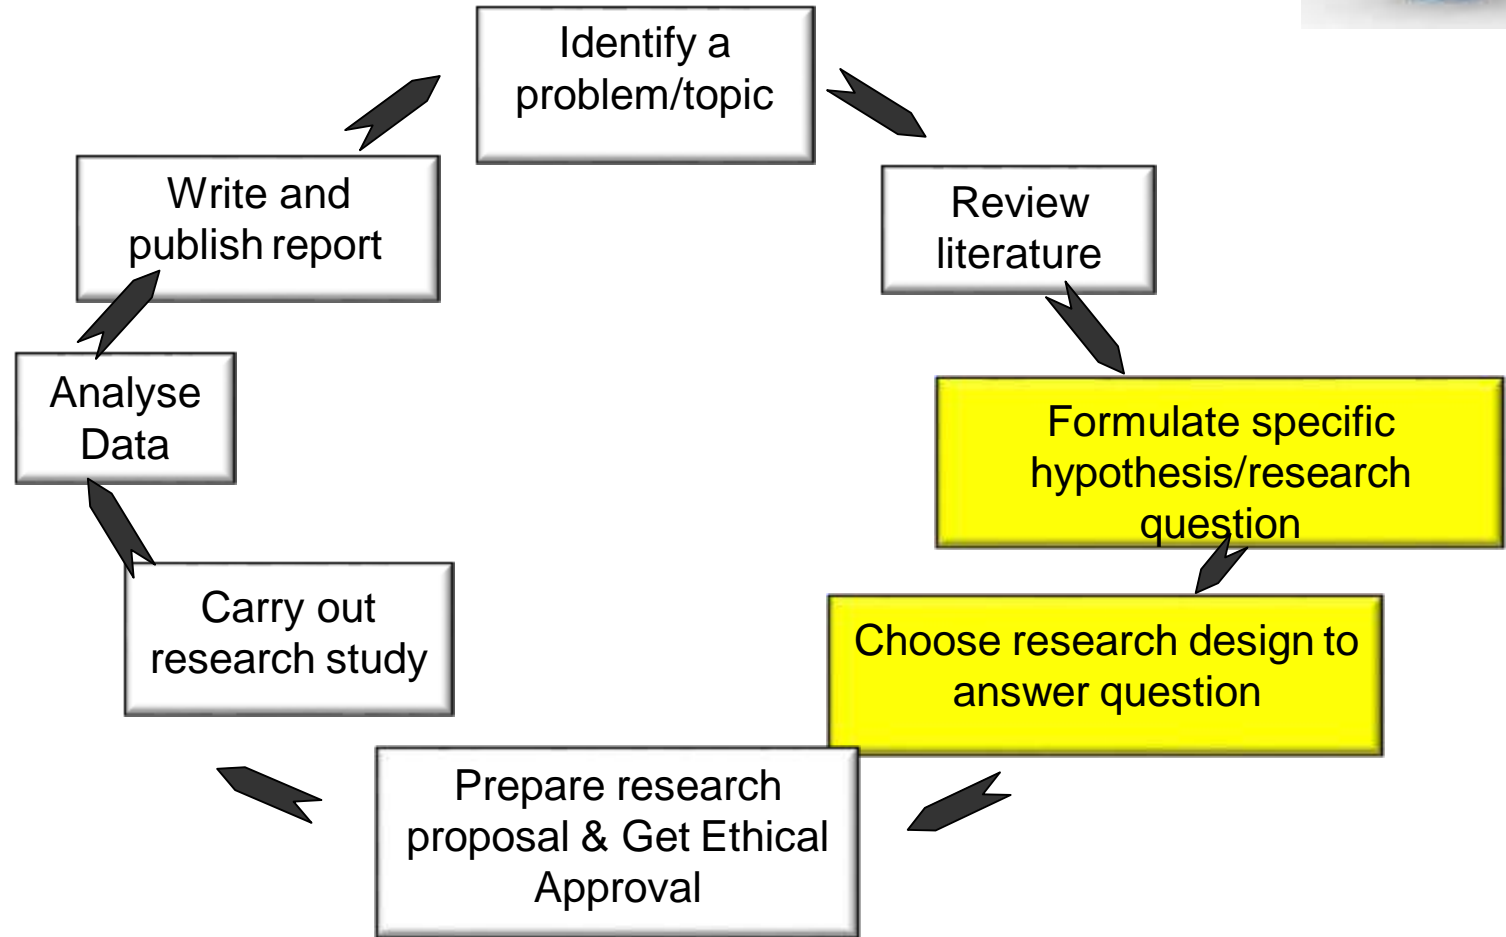 Identify a
problem/topic
Review
literature
Formulate specific
hypothesis/research
question
Choose research design to
answer question
Prepare research
proposal & Get Ethical
Approval
Carry out
research study
Analyse
Data
Write and
publish report